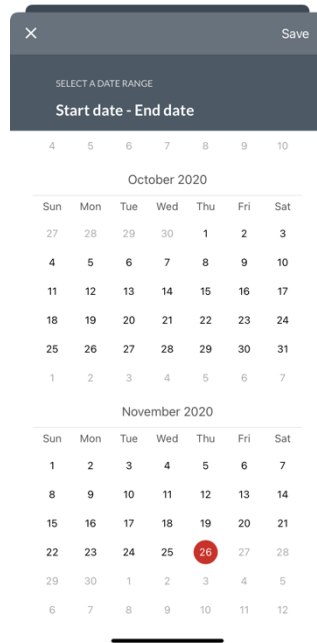 × Save
SELECT A DATE RANGE
Start date - End date
4 5 6 7 8 9 10
October 2020
Sun Mon Tue Wed Thu Fri Sat
27 28 29 30 1 2 3
4 5 6 7 8 9 10
11 12 13 14 15 16 17
18 19 20 21 22 23 24
25 26 27 28 29 30 31
1 2 3 4 5 6 7
November 2020
Sun Mon Tue Wed Thu Fri Sat
1 2 3 4 5 6 7
8 9 10 11 12 13 14
15 16 17 18 19 20 21
22 23 24 25 26 27 28
29 30 1 2 3 4 5
6 7 8 9 10 11 12